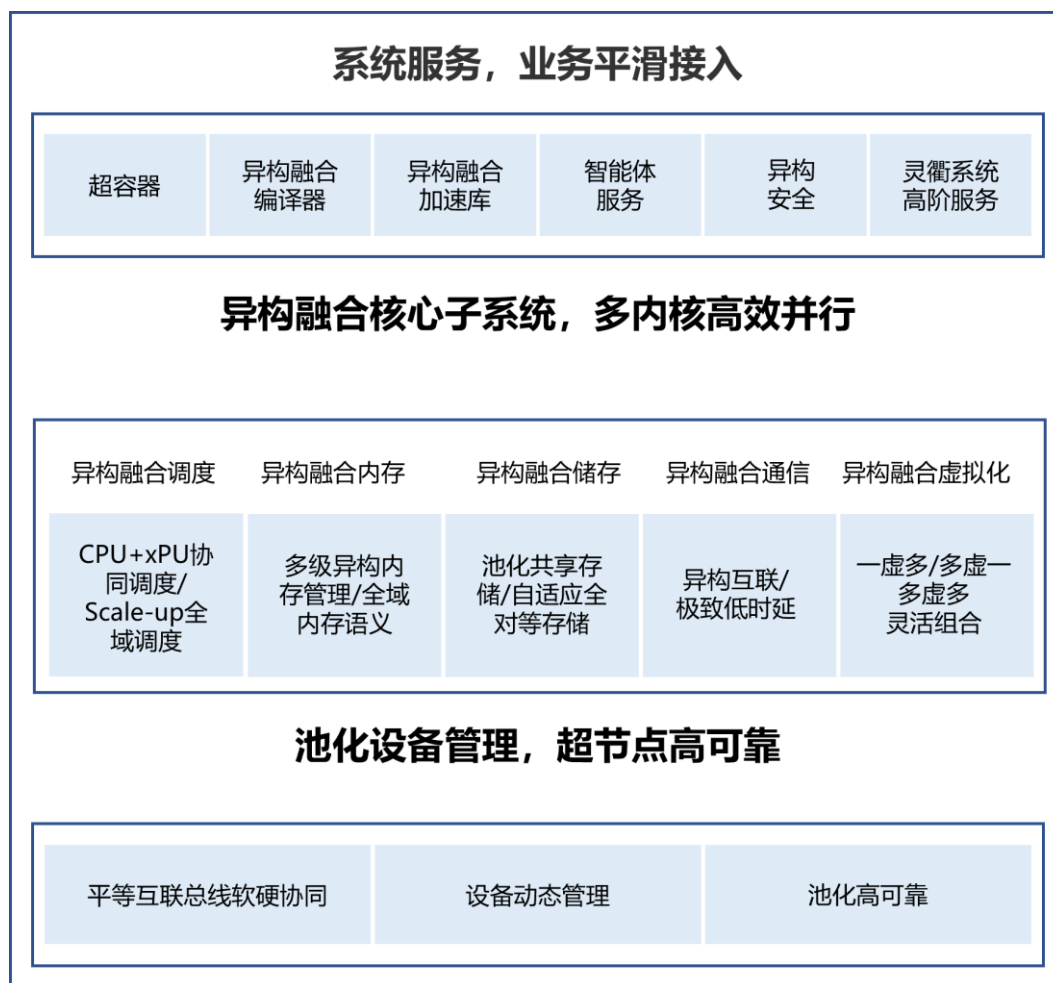 系统服务，业务平滑接入
超容器
异构融合
编译器
异构融合
加速库
智能体
服务
异构
安全
灵衢系统
高阶服务
异构融合核心子系统，多内核高效并行
异构融合调度
CPU+xPU协
同调度/
Scale-up全
域调度
异构融合内存
多级异构内
存管理/全域
内存语义
异构融合储存
池化共享存
储/自适应全
对等存储
异构融合通信
异构互联/
极致低时延
异构融合虚拟化
一虚多/多虚一
多虚多
灵活组合
池化设备管理，超节点高可靠
平等互联总线软硬协同
设备动态管理
池化高可靠